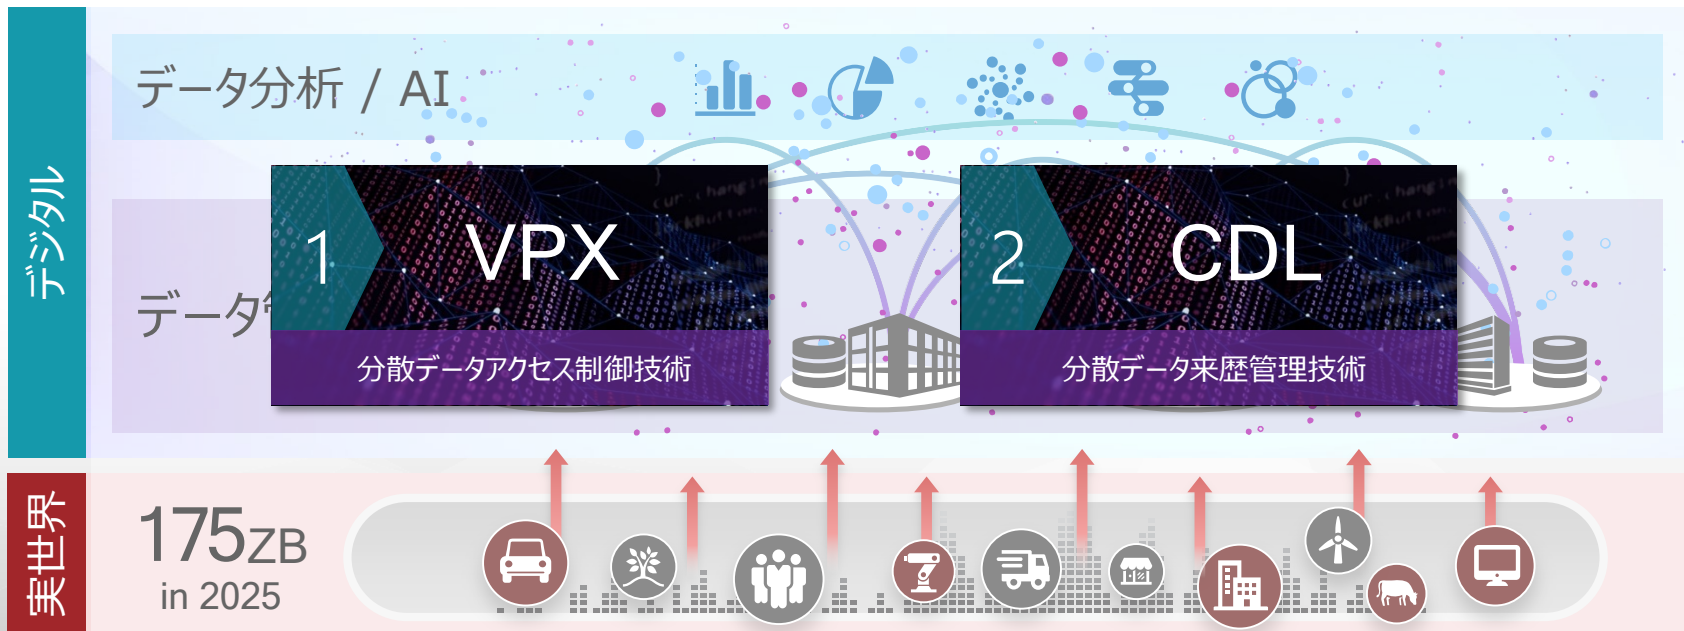 デジタル
データ分析 / AI
データ
1
VPX
分散データアクセス制御技術
2
CDL
分散データ来歴管理技術
実世界
175ZB
in 2025